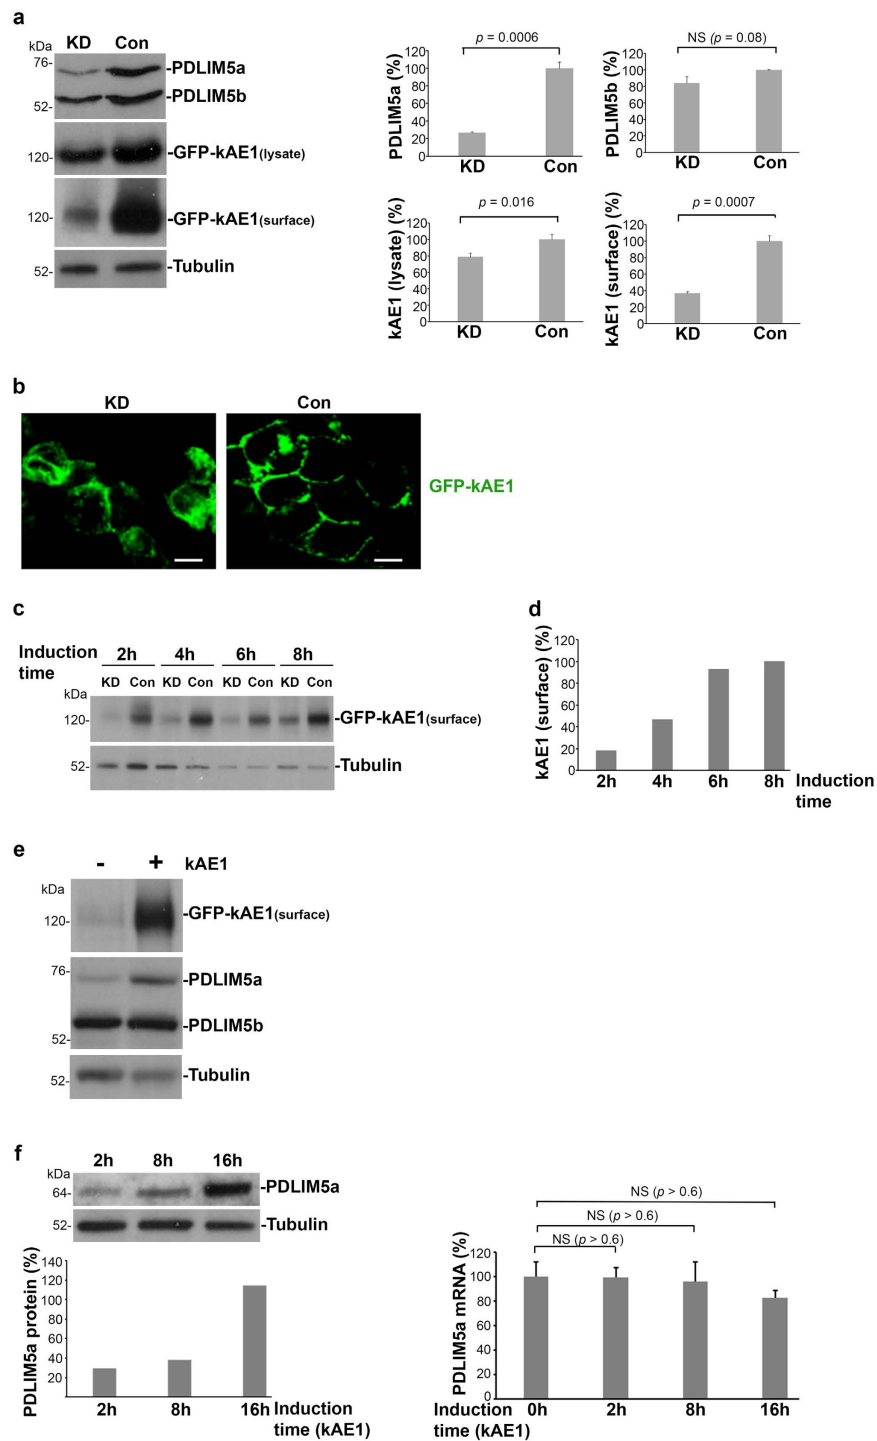 a
kDa
KD Con
76-
-PDLIM5a
-PDLIM5b
52-
120-
-GFP-kAE1(lysate)
120-
-GFP-kAE1(surface)
52-
-Tubulin
p = 0.0006
PDLIM5a (%)
120
100
80
60
40
20
0
KD Con
NS (p = 0.08)
PDLIM5b (%)
120
100
80
60
40
20
0
KD Con
p = 0.016
kAE1 (lysate) (%)
120
100
80
60
40
20
0
KD Con
p = 0.0007
kAE1 (surface) (%)
120
100
80
60
40
20
0
KD Con
b
KD Con
GFP-kAE1
c
Induction
time
2h 4h 6h 8h
KD Con KD Con KD Con KD Con
kDa
120-
-GFP-kAE1(surface)
52-
-Tubulin
d
kAE1 (surface) (%)
120
100
80
60
40
20
0
2h 4h 6h 8h
Induction
time
e
- + kAE1
kDa
120-
-GFP-kAE1(surface)
76-
-PDLIM5a
-PDLIM5b
52-
52-
-Tubulin
f
2h 8h 16h
kDa
64-
-PDLIM5a
52-
-Tubulin
PDLIM5a protein (%)
140
120
100
80
60
40
20
2h 8h 16h
Induction
time (kAE1)
NS (p > 0.6)
NS (p > 0.6)
NS (p > 0.6)
PDLIM5a mRNA (%)
120
100
80
60
40
20
0
Induction
time (kAE1)
0h 2h 8h 16h